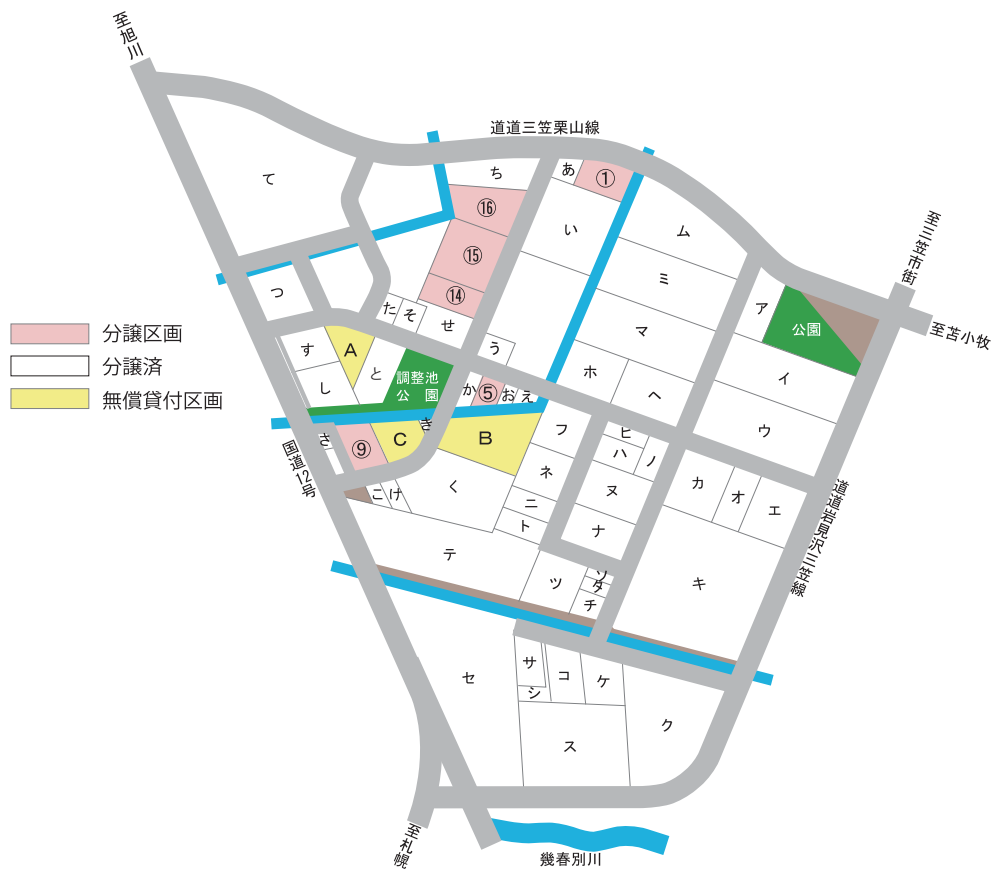 至旭川
道道三笠栗山線
ち
あ
①
て
⑯
い
ム
至三笠市街
⑮
ミ
つ
⑭
ア
公園
至苫小牧
た
そ
せ
マ
分譲区画
分譲済
無償貸付区画
す
A
う
と
調整池
公園
ホ
イ
し
か
⑤
お
え
ヘ
さ
⑨
C
き
B
フ
ヒ
ウ
国道12号
ハ
ノ
ネ
カ
オ
エ
道道岩見沢三笠線
こ
け
く
ヌ
ニ
ト
ナ
テ
ツ
ソ
タ
チ
キ
セ
サ
シ
コ
ケ
ク
ス
至札幌
幾春別川